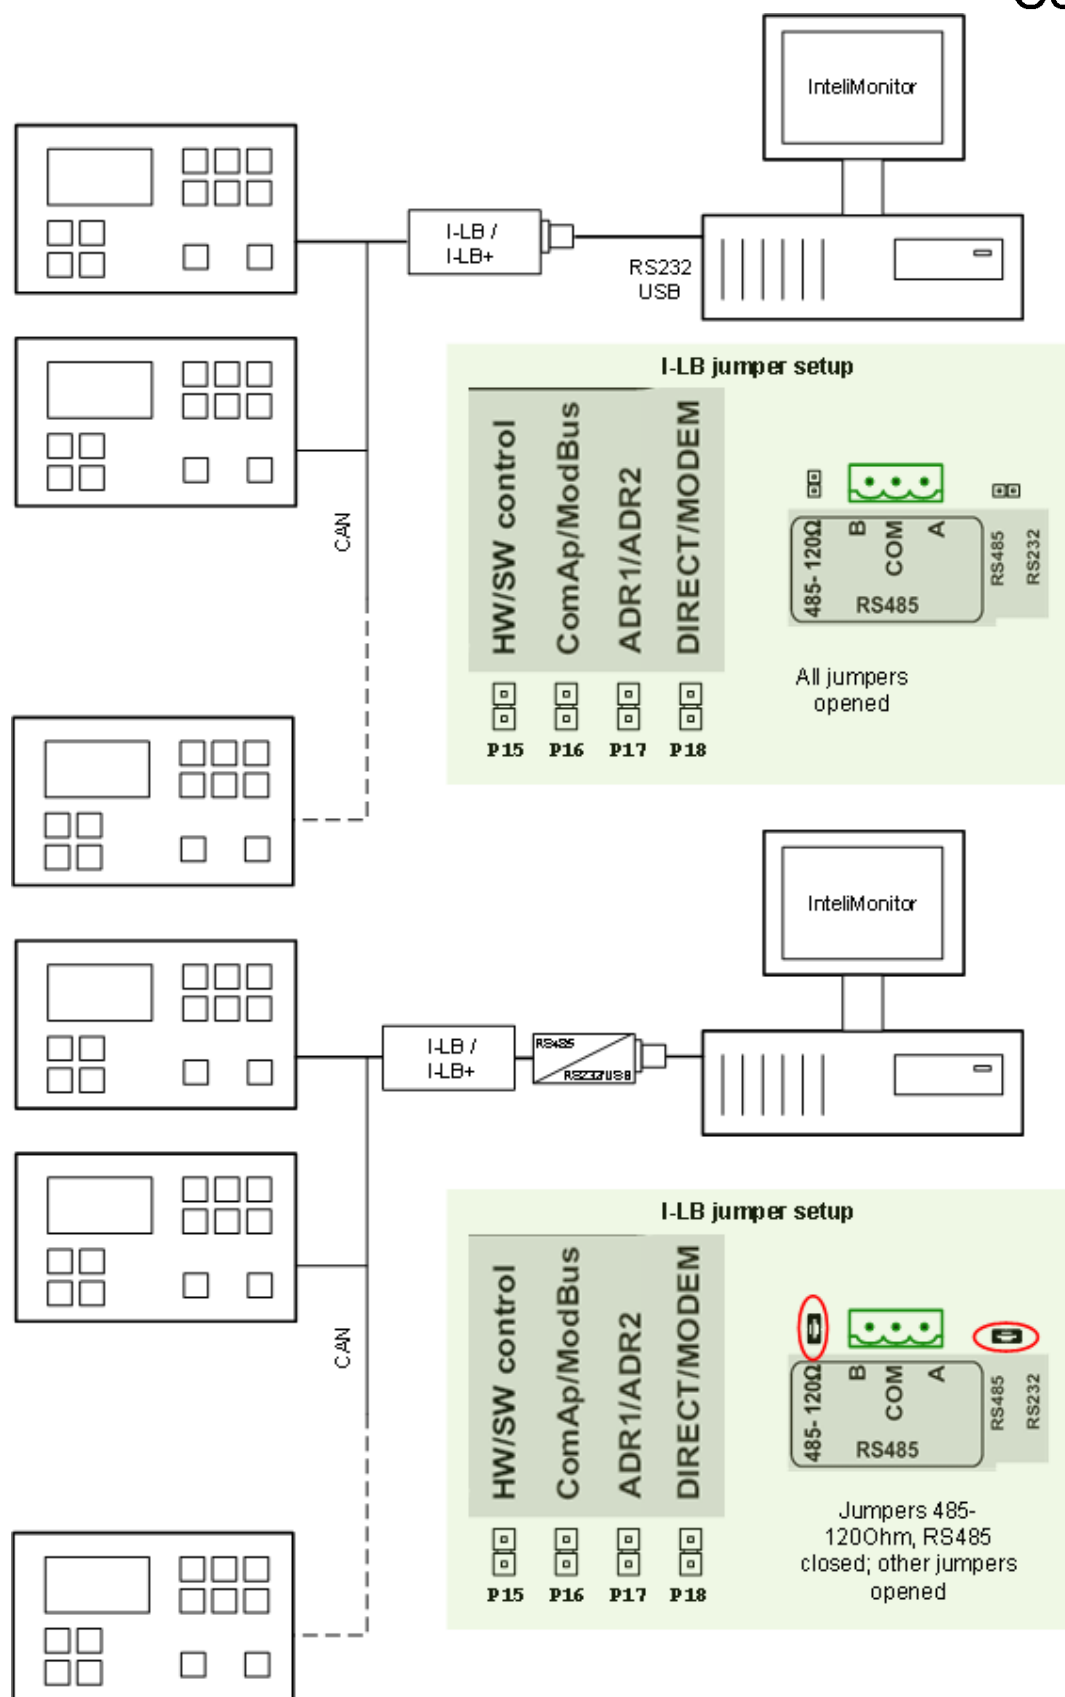 InteliMonitor
I-LB /
I-LB+
RS232
USB
CAN
I-LB jumper setup
HW/SW control
ComAp/ModBus
ADR1/ADR2
DIRECT/MODEM
P15
P16
P17
P18
485-120Ω
B
COM
A
RS485
RS485
RS232
All jumpers
opened
InteliMonitor
I-LB /
I-LB+
RS485
RS232/USB
CAN
I-LB jumper setup
HW/SW control
ComAp/ModBus
ADR1/ADR2
DIRECT/MODEM
P15
P16
P17
P18
485-120Ω
B
COM
A
RS485
RS485
RS232
Jumpers 485-
120Ohm, RS485
closed; other jumpers
opened